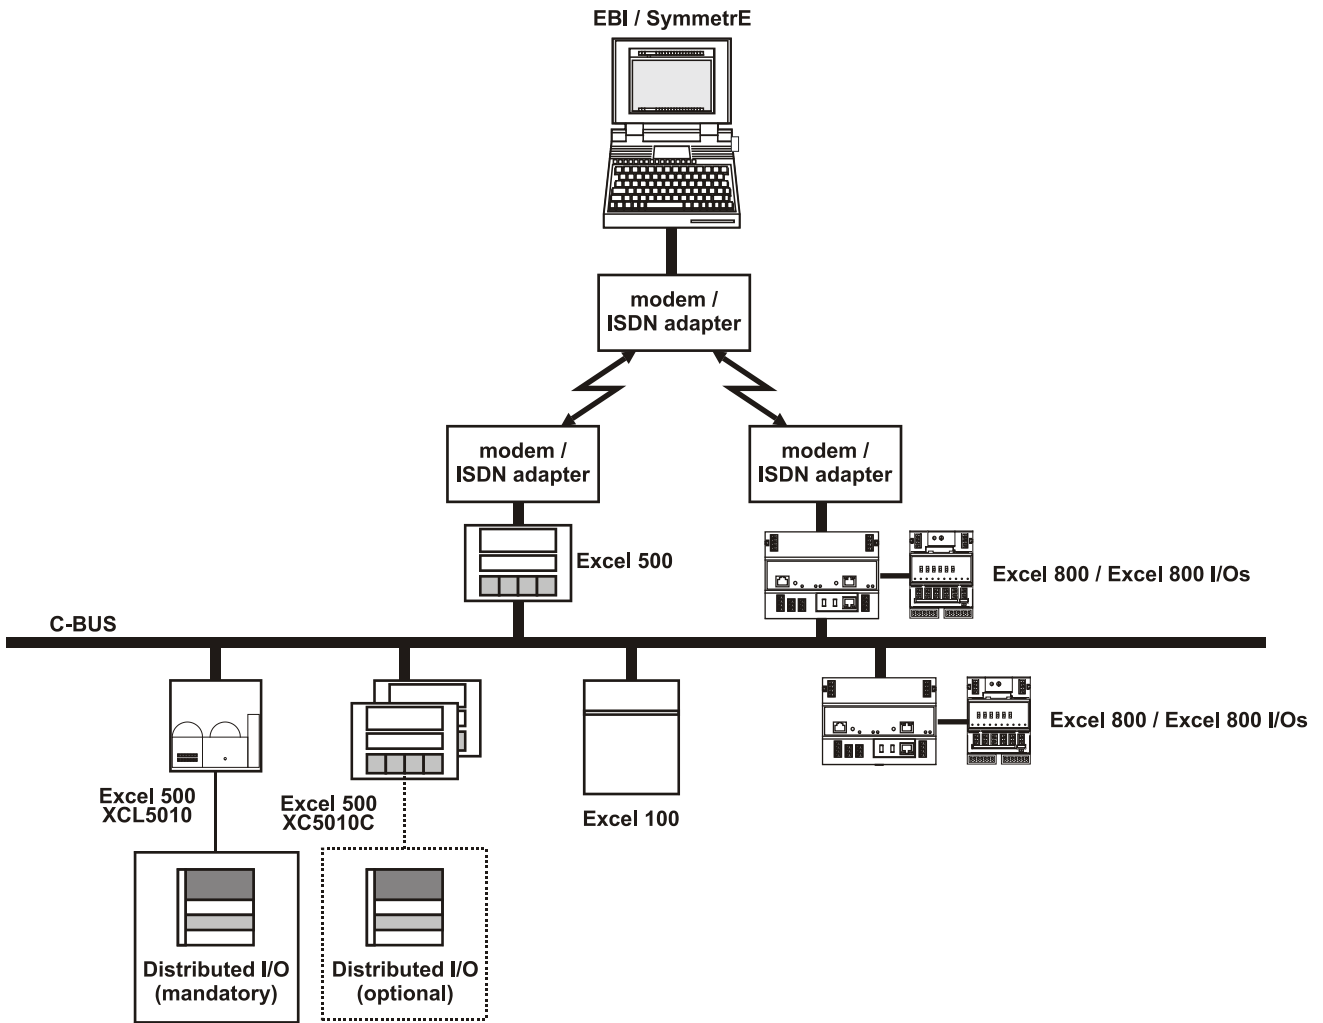 EBI / SymmetrE
modem /
ISDN adapter
modem /
ISDN adapter
modem /
ISDN adapter
Excel 500
Excel 800 / Excel 800 I/Os
C-BUS
Excel 800 / Excel 800 I/Os
Excel 500
XCL5010
Excel 500
XC5010C
Excel 100
Distributed I/O
(mandatory)
Distributed I/O
(optional)